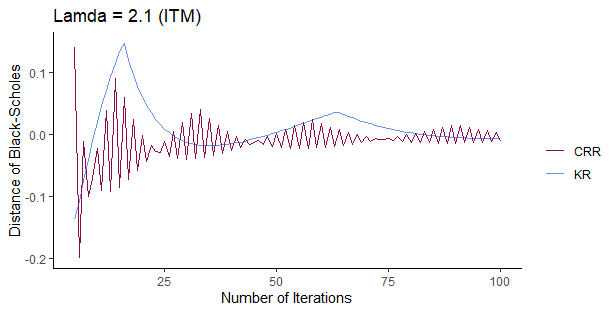 Lamda = 2.1 (ITM)
Distance of Black-Scholes
0.1
0.0
-0.1
-0.2
25
50
75
100
Number of Iterations
CRR
KR